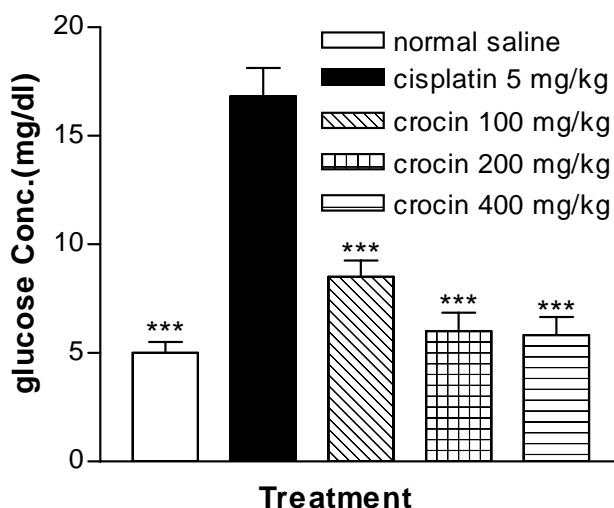 20
15
10
5
0
glucose Conc.(mg/dl)
normal saline
cisplatin 5 mg/kg
crocin 100 mg/kg
crocin 200 mg/kg
crocin 400 mg/kg
***
***
***
***
Treatment